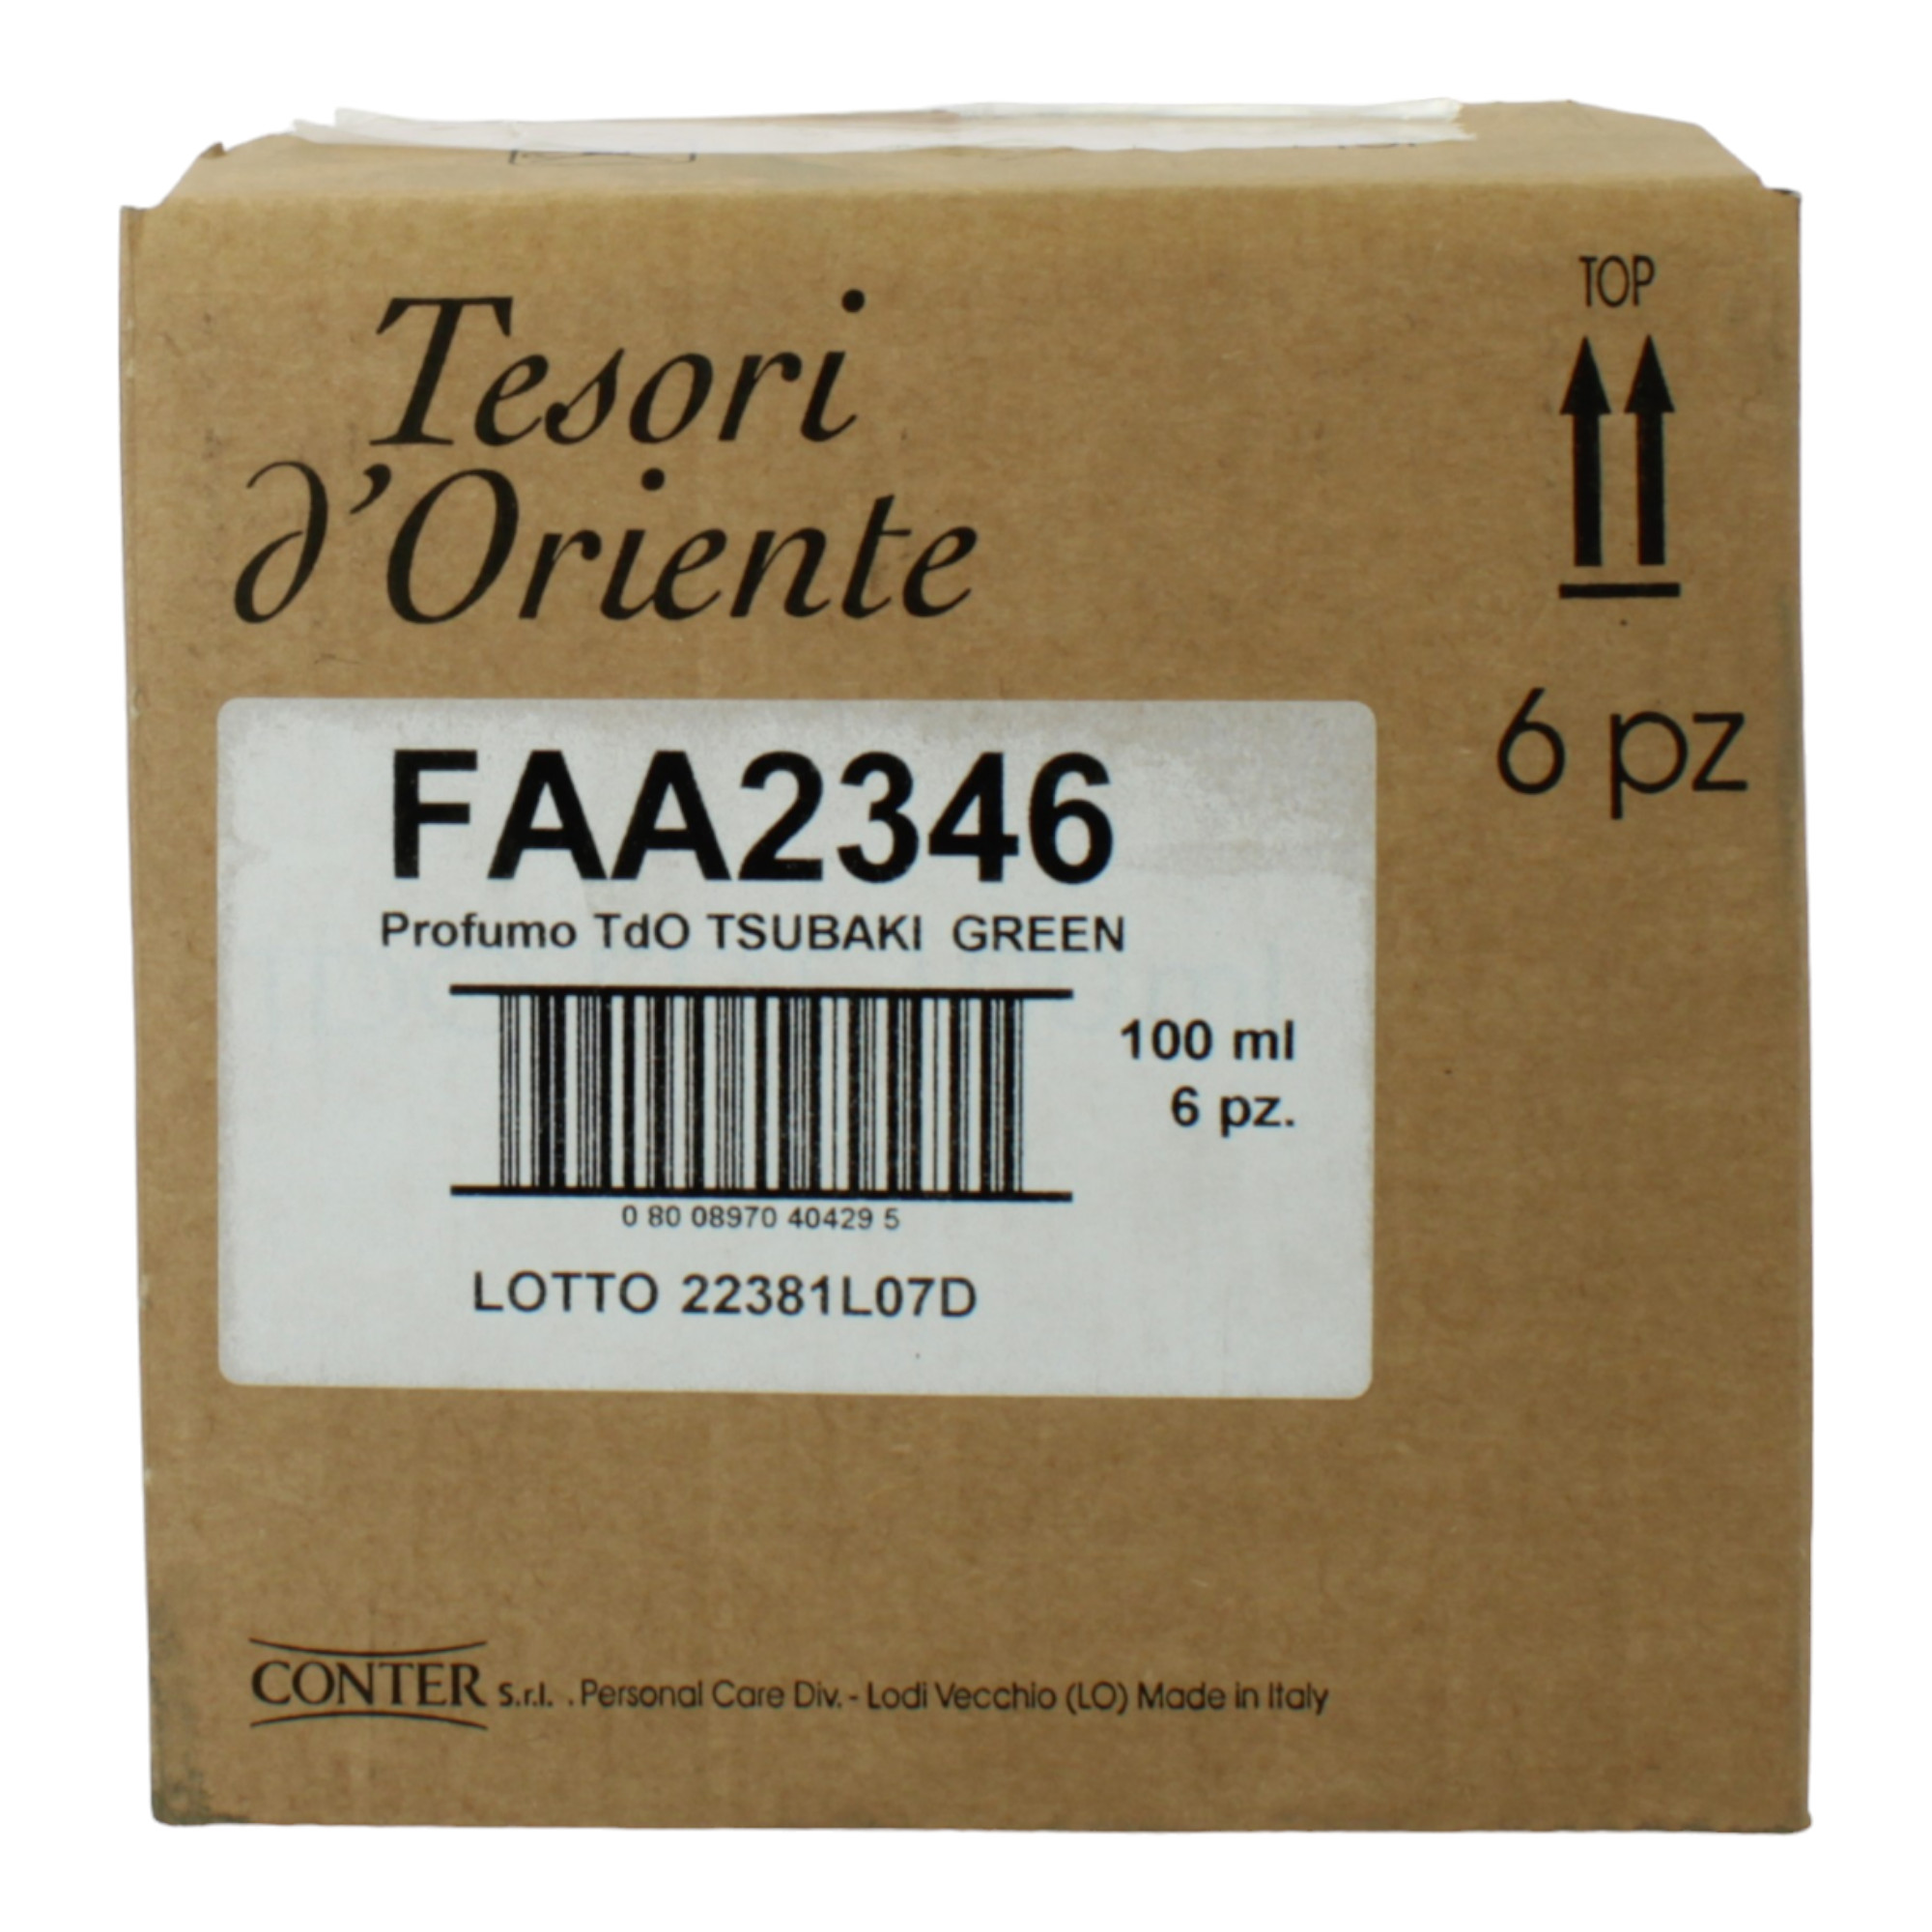 Tesori
d'Oriente
TOP
6 pz
FAA2346
Profumo TdO TSUBAKI GREEN
100 ml
6 pz.
0 80 08970 40429 5
LOTTO 22381L07D
CONTER S.r.l. . Personal Care Div. - Lodi Vecchio (LO) Made in Italy